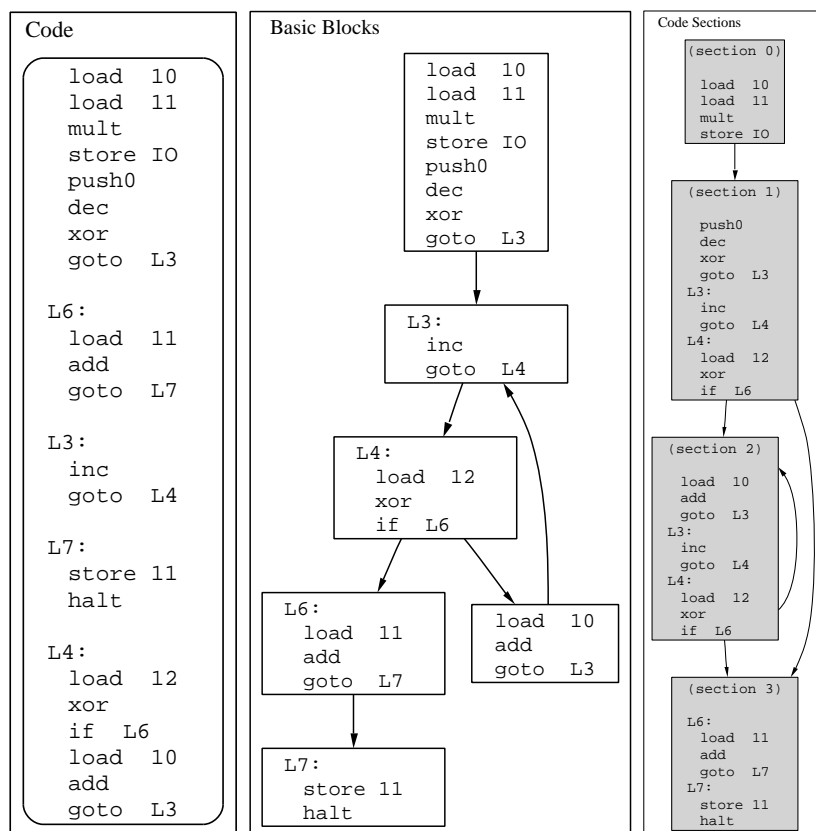 Code
load 10
load 11
mult
store IO
push0
dec
xor
goto L3
L6:
load 11
add
goto L7
L3:
inc
goto L4
L7:
store 11
halt
L4:
load 12
xor
if L6
load 10
add
goto L3
Basic Blocks
load 10
load 11
mult
store IO
push0
dec
xor
goto L3
L3:
inc
goto L4
L4:
load 12
xor
if L6
L6:
load 11
add
goto L7
load 10
add
goto L3
L7:
store 11
halt
Code Sections
(section 0)
load 10
load 11
mult
store IO
(section 1)
push0
dec
xor
goto L3
L3:
inc
goto L4
L4:
load 12
xor
if L6
(section 2)
load 10
add
goto L3
L3:
inc
goto L4
L4:
load 12
xor
if L6
(section 3)
L6:
load 11
add
goto L7
L7:
store 11
halt